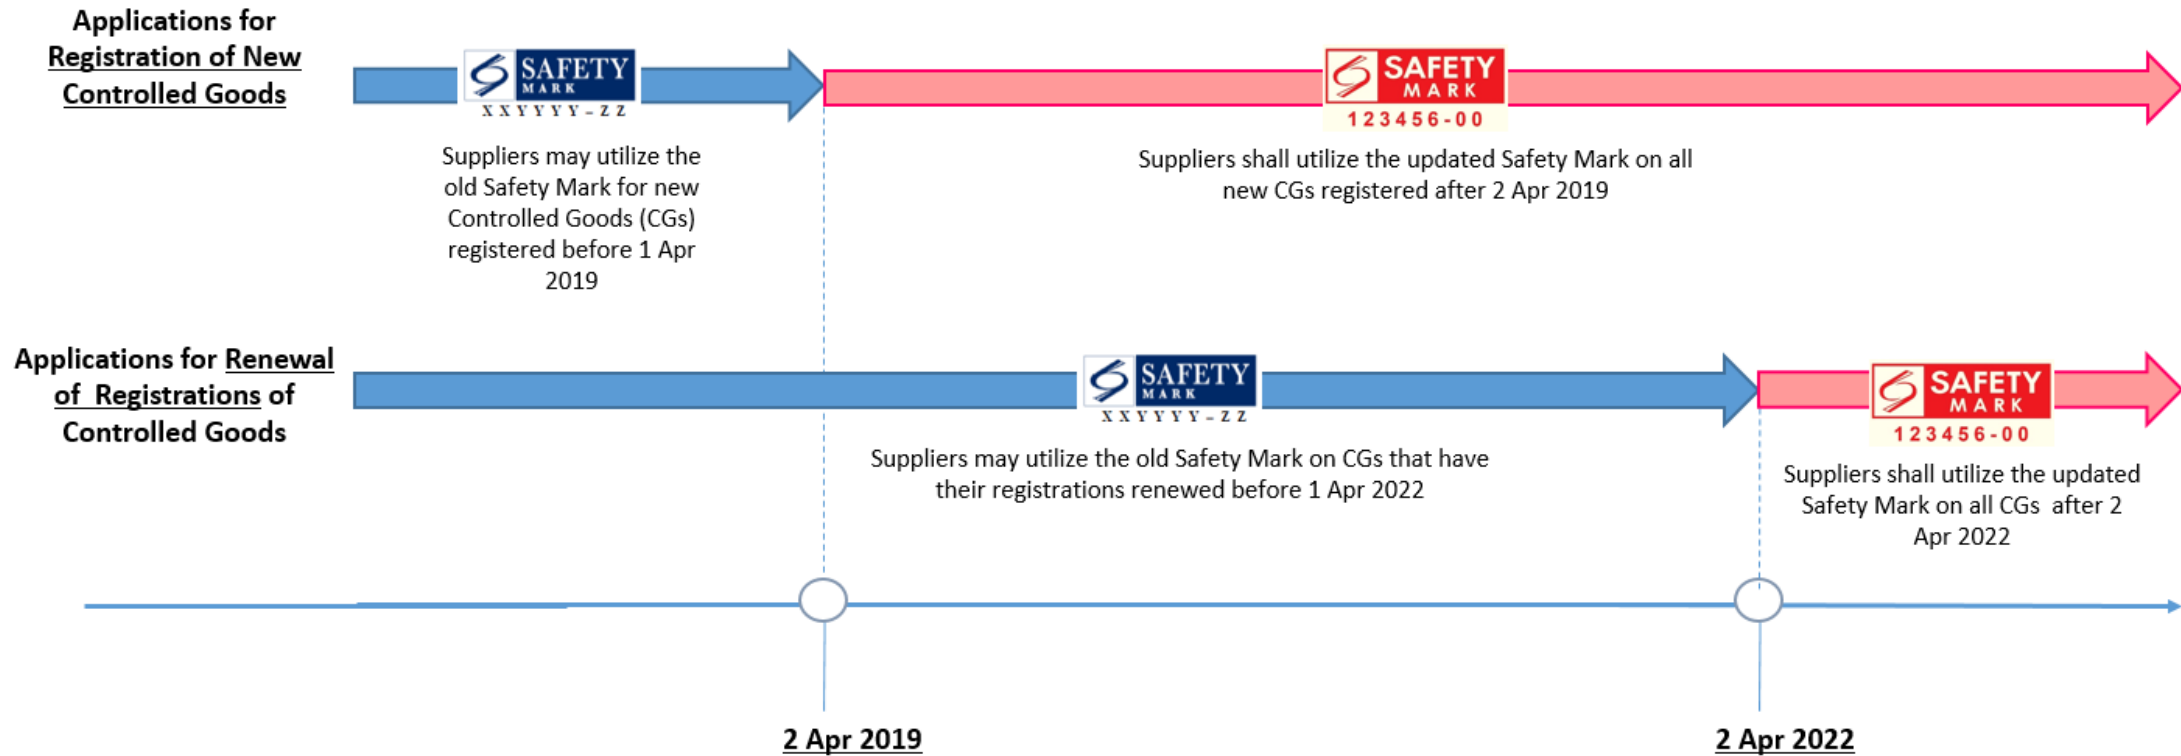 Applications for
Registration of New
Controlled Goods
SAFETY
MARK
XXYYYY-ZZ
SAFETY
MARK
123456-00
Suppliers may utilize the
old Safety Mark for new
Controlled Goods (CGs)
registered before 1 Apr
2019
Suppliers shall utilize the updated Safety Mark on all
new CGs registered after 2 Apr 2019
Applications for Renewal
of Registrations of
Controlled Goods
SAFETY
MARK
XXYYYY-ZZ
SAFETY
MARK
123456-00
Suppliers may utilize the old Safety Mark on CGs that have
their registrations renewed before 1 Apr 2022
Suppliers shall utilize the updated
Safety Mark on all CGs after 2
Apr 2022
2 Apr 2019
2 Apr 2022